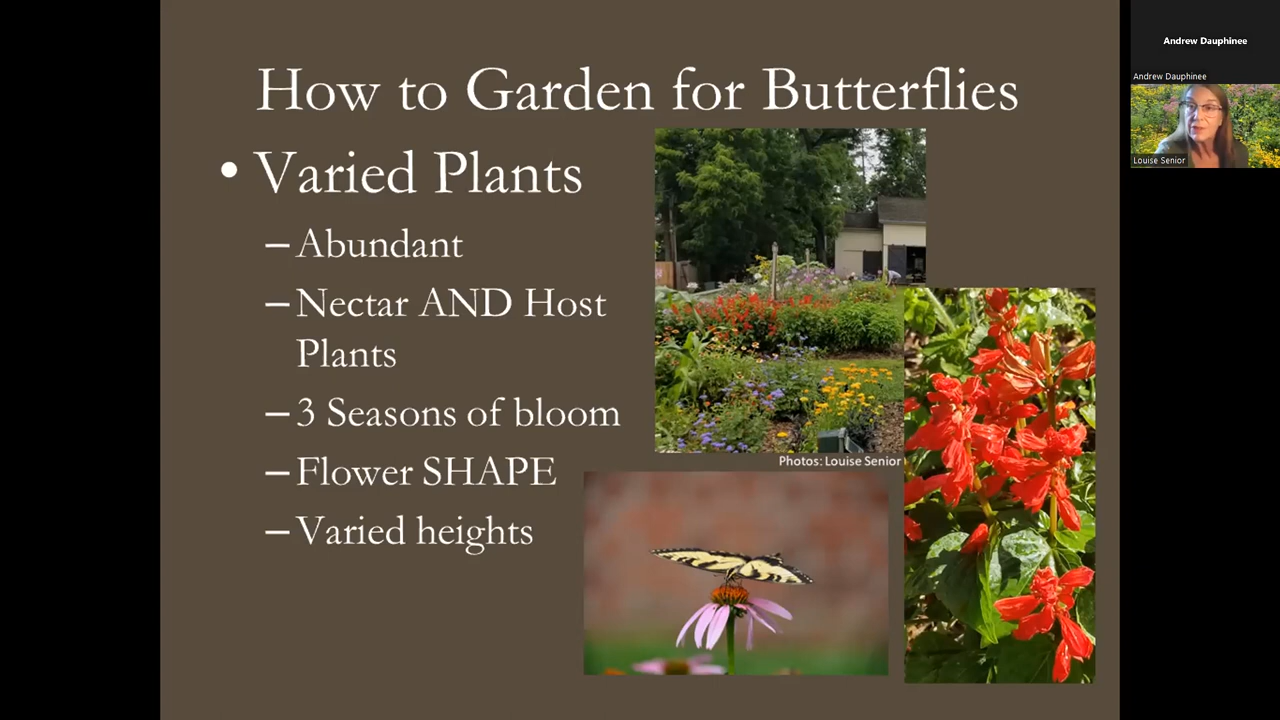 How to Garden for Butterflies
• Varied Plants
– Abundant
– Nectar AND Host
Plants
– 3 Seasons of bloom
– Flower SHAPE
– Varied heights
Photos: Louise Senior
Andrew Dauphinee
Andrew Dauphinee
Louise Senior